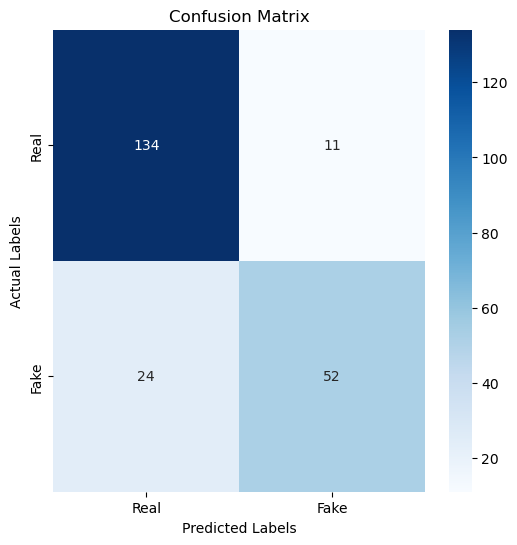 Confusion Matrix
Actual Labels
Real
134
11
Fake
24
52
Real
Fake
Predicted Labels
120
100
80
60
40
20